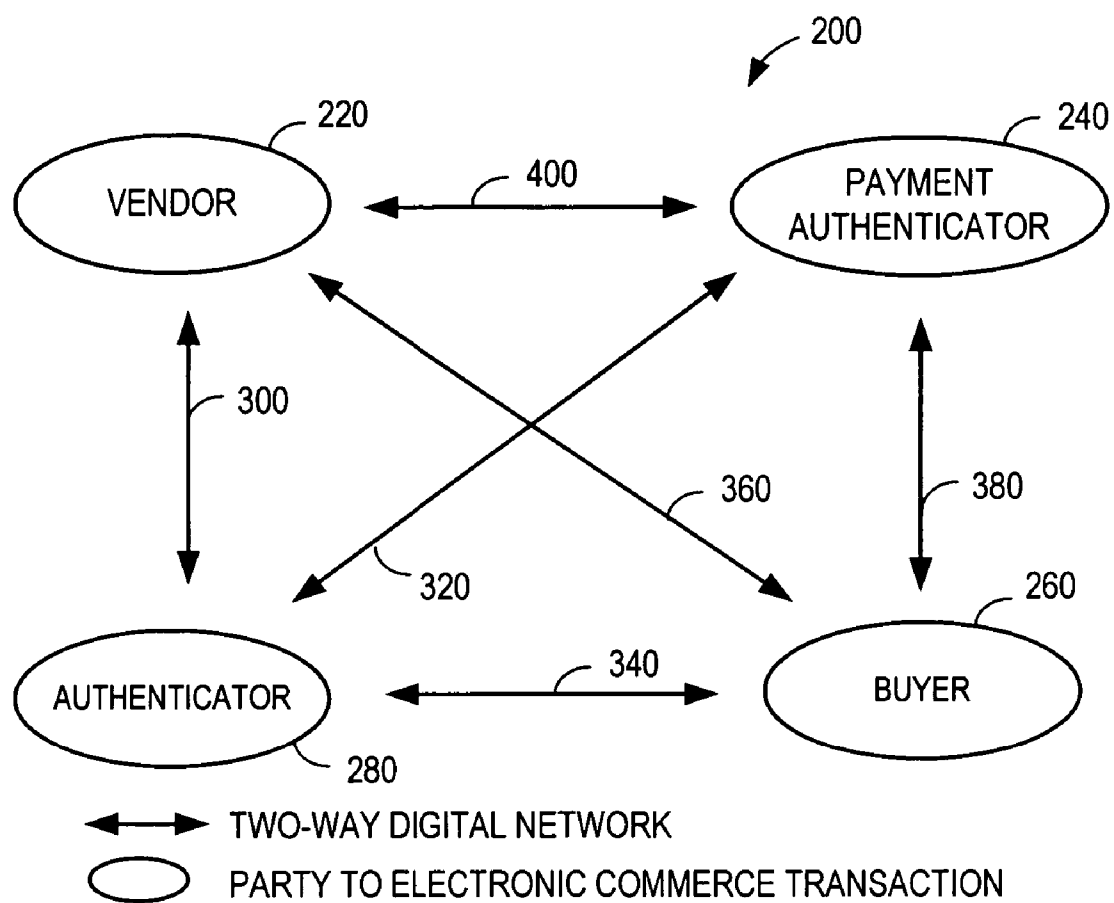 200
220
240
VENDOR
400
PAYMENT
AUTHENTICATOR
300
360
380
320
260
AUTHENTICATOR
340
BUYER
280
TWO-WAY DIGITAL NETWORK
PARTY TO ELECTRONIC COMMERCE TRANSACTION